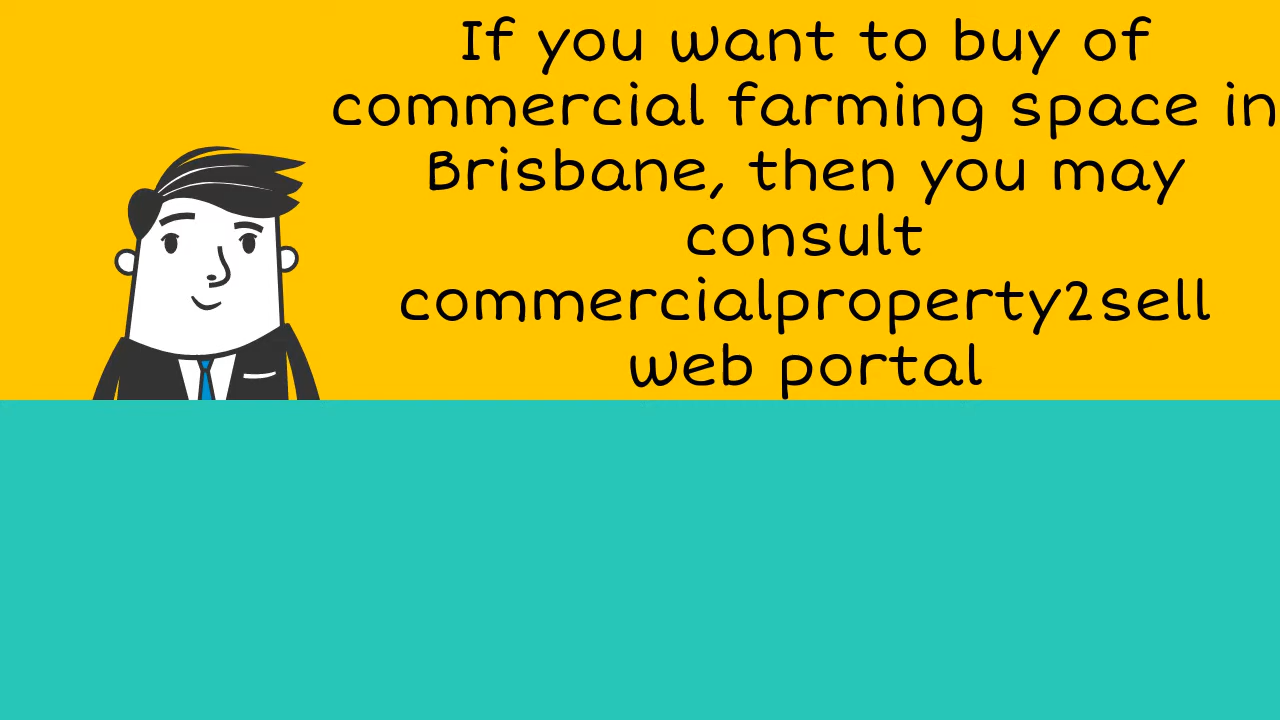 If you want to buy of
commercial farming space in
Brisbane, then you may
consult
commercialproperty2sell
web portal